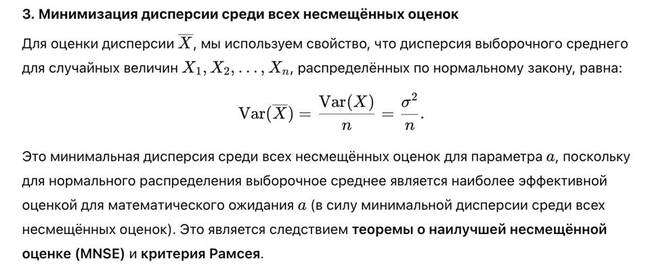 3. Минимизация дисперсии среди всех несмещённых оценок
Для оценки дисперсии X̅, мы используем свойство, что дисперсия выборочного среднего
для случайных величин X₁, X₂, . . . , Xₙ, распределённых по нормальному закону, равна:
Var(X̅) = Var(X)/n = σ²/n.
Это минимальная дисперсия среди всех несмещённых оценок для параметра a, поскольку
для нормального распределения выборочное среднее является наиболее эффективной
оценкой для математического ожидания a (в силу минимальной дисперсии среди всех
несмещённых оценок). Это является следствием теоремы о наилучшей несмещённой
оценке (MNSE) и критерия Рамсея.